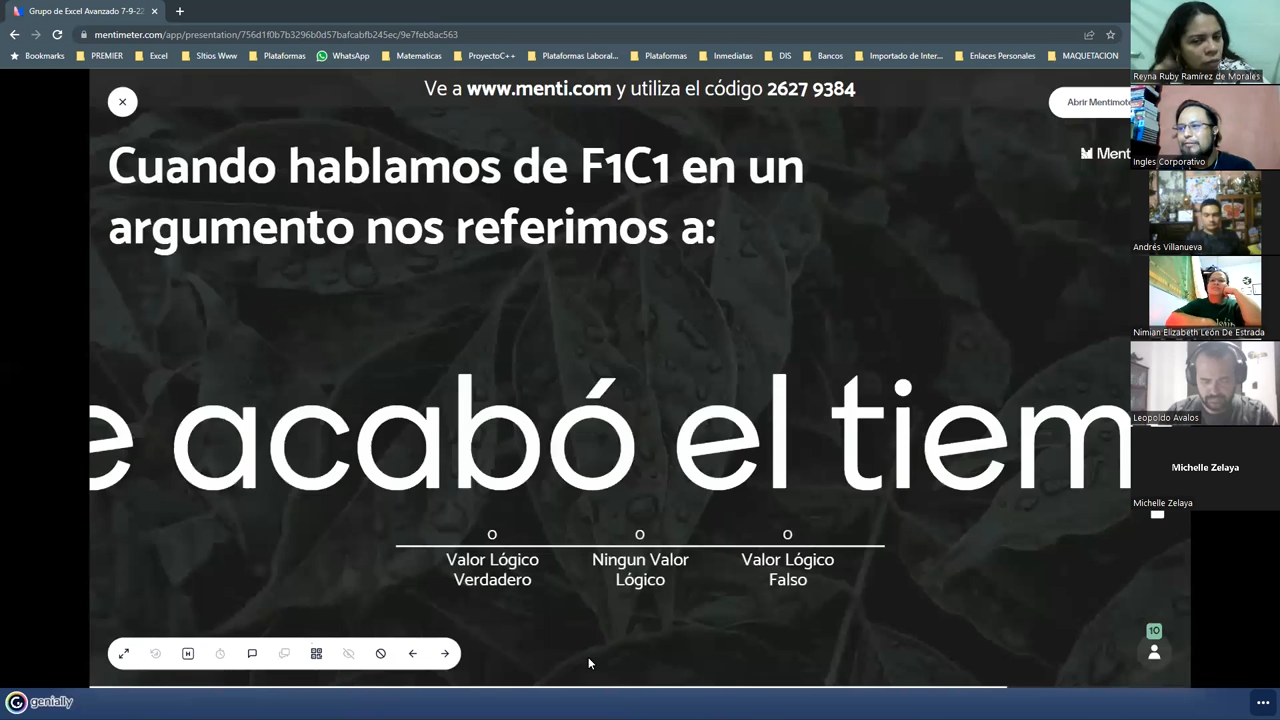 Grupo de Excel Avanzado 7-9-22
mentimeter.com/app/presentation/756d1f0b7b3296b0d57bafcabfb245ec/9e7feb8ac563
Bookmarks PREMIER Excel SItios Www Plataformas WhatsApp Matematicas ProyectoC++ Plataformas Laboral... Plataformas Inmediatas DIS Bancos Importado de Inter... Enlaces Personales MAQUETACION
Ve a www.menti.com y utiliza el código 2627 9384
Abrir Mentimete
Ment
Cuando hablamos de F1C1 en un
argumento nos referimos a:
e acabó el tiem
0 0 0
Valor Lógico Ningun Valor Valor Lógico
Verdadero Lógico Falso
H
10
genially
Reyna Ruby Ramírez de Morales
Ingles Corporativo
Andrés Villanueva
Nimian Elizabeth León De Estrada
Leopoldo Avalos
Michelle Zelaya
Michelle Zelaya